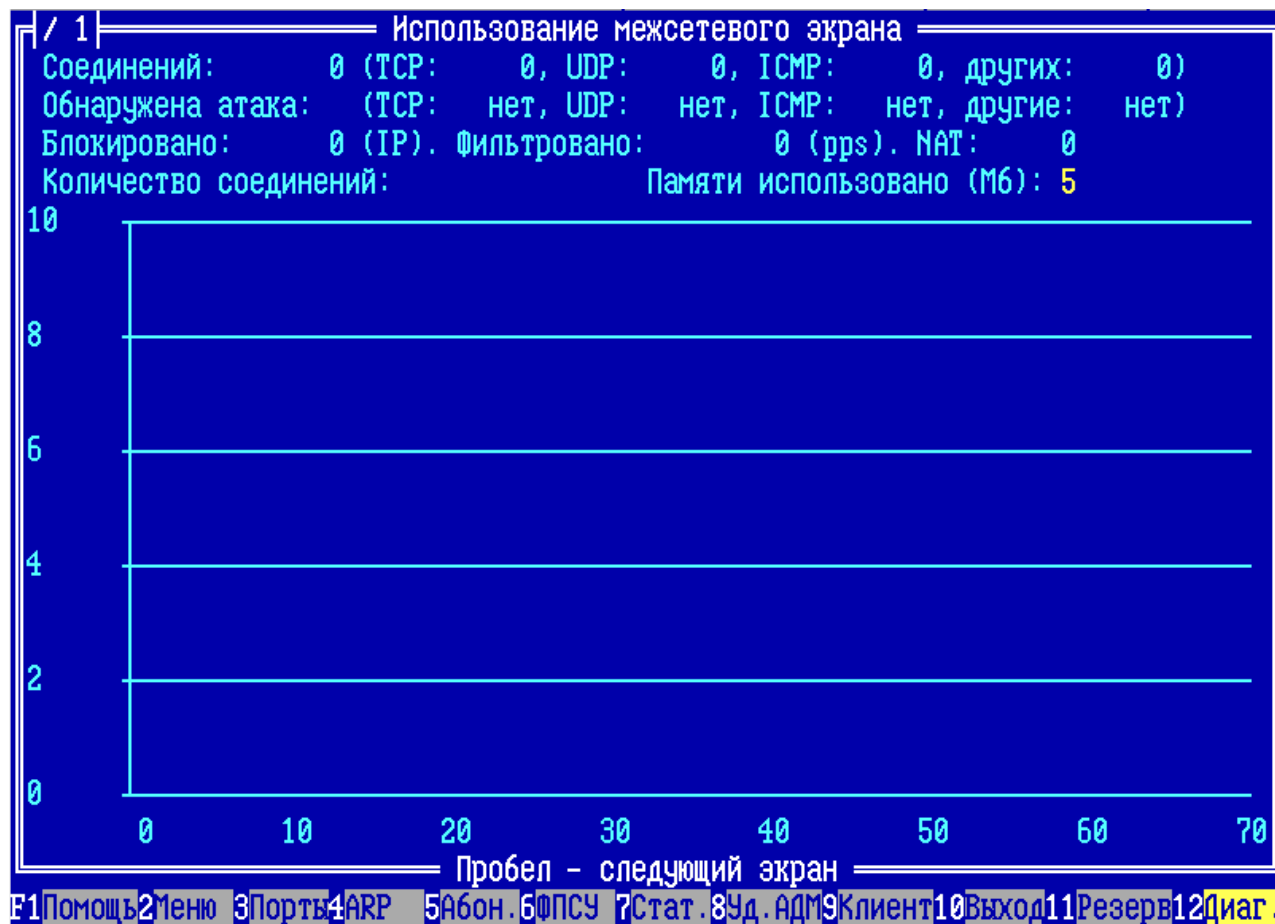 / 1 Использование межсетевого экрана
Соединений: 0 (TCP: 0, UDP: 0, ICMP: 0, других: 0)
Обнаружена атака: (TCP: нет, UDP: нет, ICMP: нет, другие: нет)
Блокировано: 0 (IP). Фильтровано: 0 (pps). NAT: 0
Количество соединений: Памяти использовано (Мб): 5
10
8
6
4
2
0
0 10 20 30 40 50 60 70
Пробел - следующий экран
F1Помощь2Меню 3Порты4ARP 5Абон.6ФПСУ 7Стат.8Уд.АДМ9Клиент10Выход11Резерв12Диаг